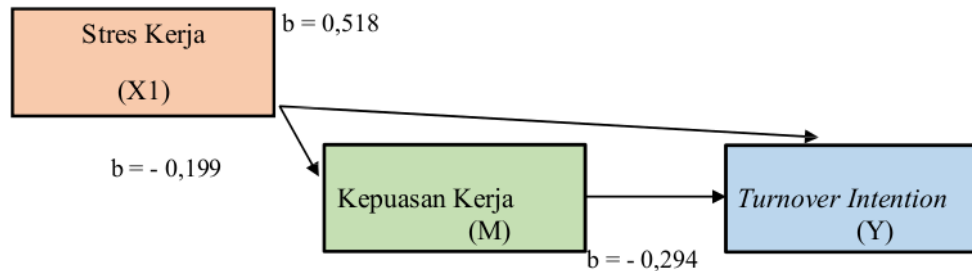 Stres Kerja
(X1)
b = 0,518
b = - 0,199
Kepuasan Kerja
(M)
b = - 0,294
Turnover Intention
(Y)